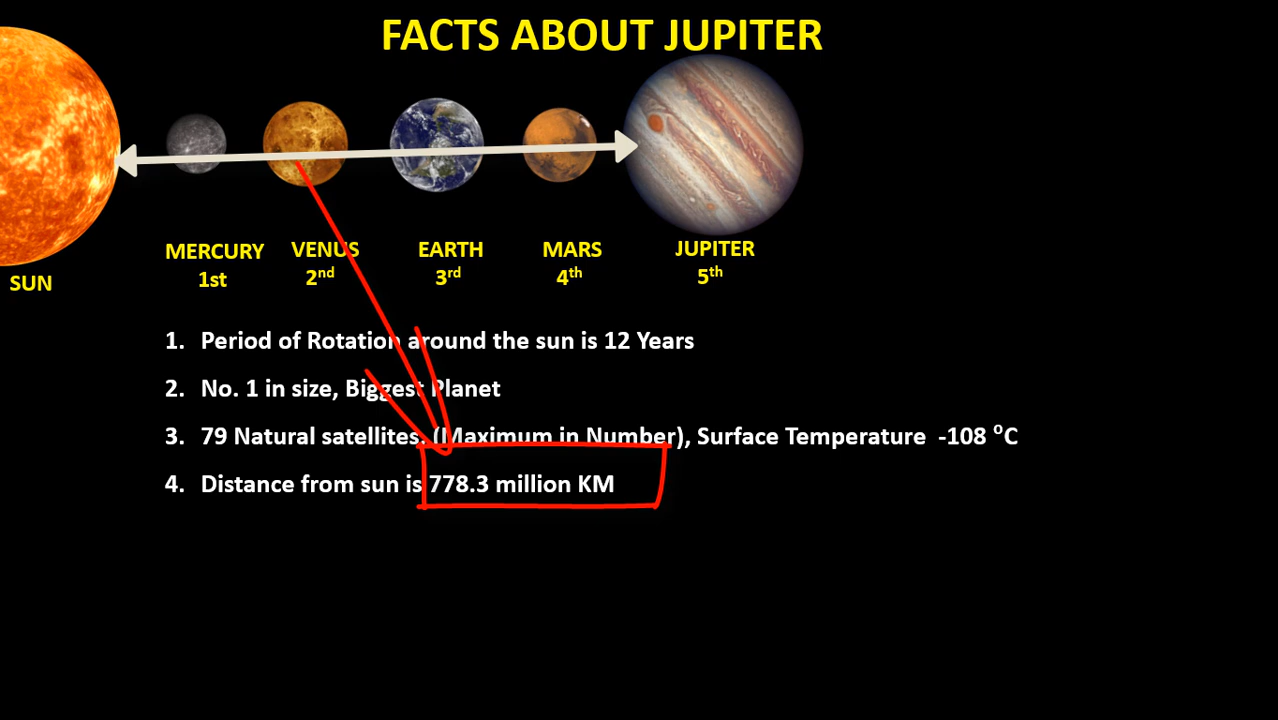 FACTS ABOUT JUPITER
MERCURY VENUS EARTH MARS JUPITER
1st 2nd 3rd 4th 5th
SUN
1. Period of Rotation around the sun is 12 Years
2. No. 1 in size, Biggest Planet
3. 79 Natural satellites, (Maximum in Number), Surface Temperature -108 °C
4. Distance from sun is 778.3 million KM